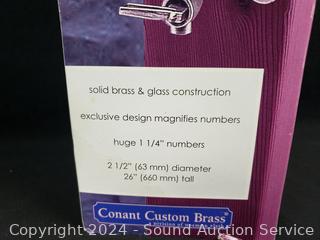 solid brass & glass construction
exclusive design magnifies numbers
huge 1 1/4" numbers
2 1/2" (63 mm) diameter
26" (660 mm) tall
Conant Custom Brass
Copyright 2024 - Sound Auction Service